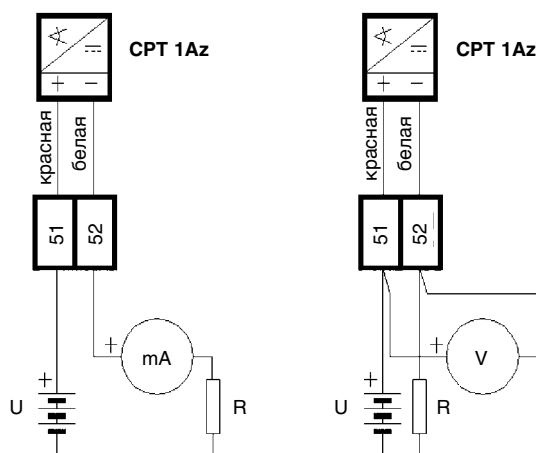 CPT 1Az
+ −
красная
белая
51
52
+
mA
+
U
R
CPT 1Az
+ −
красная
белая
51
52
+
V
+
U
R